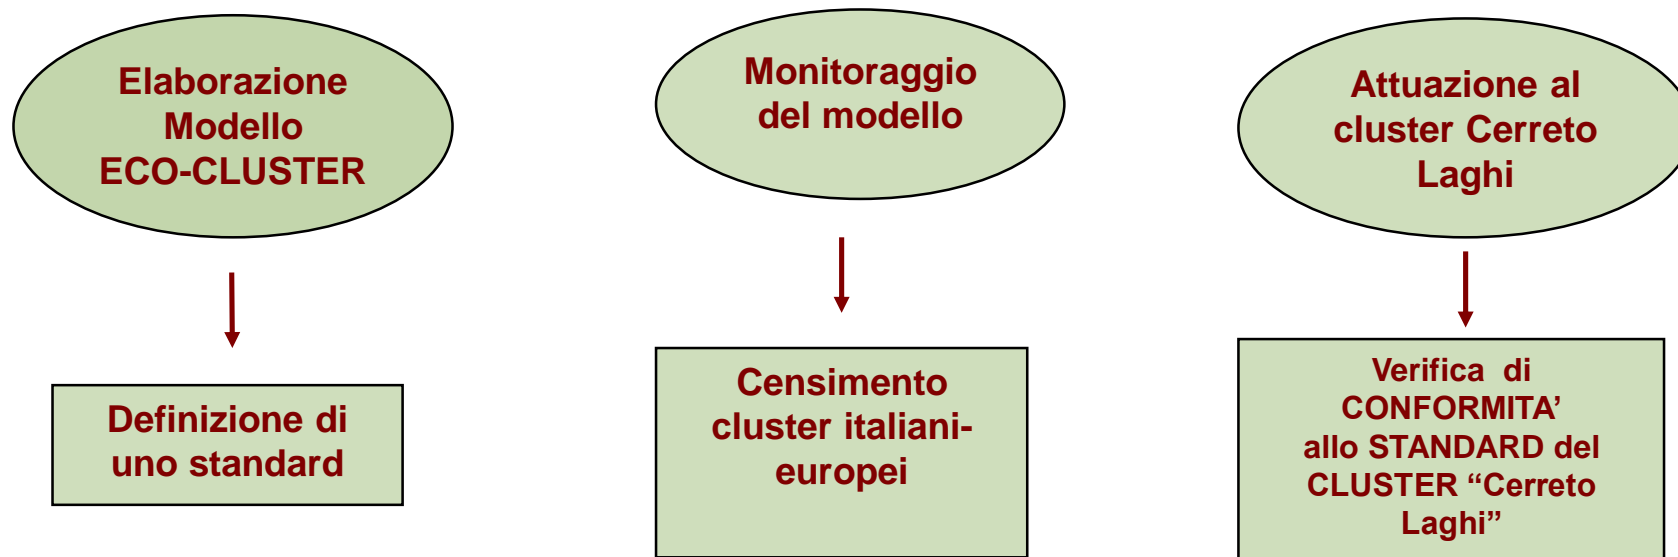 Elaborazione
Modello
ECO-CLUSTER
Monitoraggio
del modello
Attuazione al
cluster Cerreto
Laghi
Definizione di
uno standard
Censimento
cluster italiani-
europei
Verifica di
CONFORMITA’
allo STANDARD del
CLUSTER “Cerreto
Laghi”